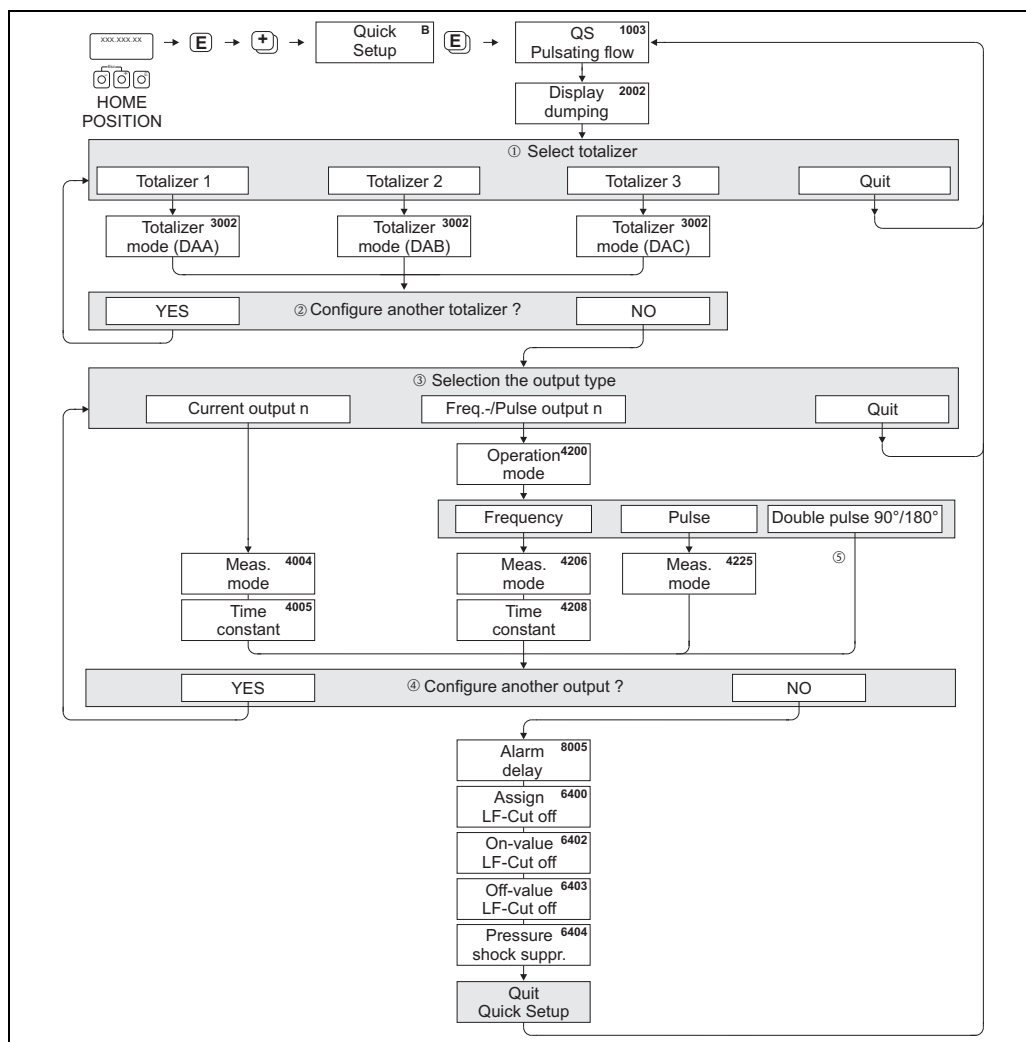 xxx.xxx.xx
E
+
Quick B
Setup
E
QS 1003
Pulsating flow
Esc
- + E
HOME
POSITION
Display 2002
dumping
① Select totalizer
Totalizer 1
Totalizer 2
Totalizer 3
Quit
Totalizer 3002
mode (DAA)
Totalizer 3002
mode (DAB)
Totalizer 3002
mode (DAC)
YES
② Configure another totalizer ?
NO
③ Selection the output type
Current output n
Freq.-/Pulse output n
Quit
Operation 4200
mode
Frequency
Pulse
Double pulse 90°/180°
⑤
Meas. 4004
mode
Meas. 4206
mode
Meas. 4225
mode
Time 4005
constant
Time 4208
constant
YES
④ Configure another output ?
NO
Alarm 8005
delay
Assign 6400
LF-Cut off
On-value 6402
LF-Cut off
Off-value 6403
LF-Cut off
Pressure 6404
shock suppr.
Quit
Quick Setup